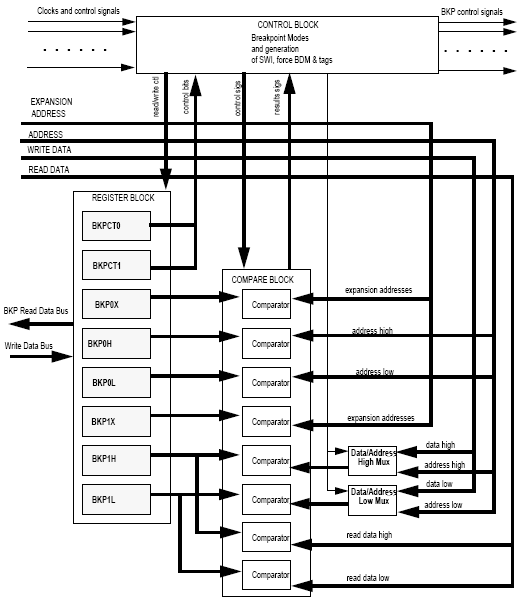 Clocks and control signals
BKP control signals
CONTROL BLOCK
Breakpoint Modes
and generation
of SWI, force BDM & tags
read/write ctl
control bits
control sigs
results sigs
EXPANSION
ADDRESS
ADDRESS
WRITE DATA
READ DATA
REGISTER BLOCK
BKPCT0
BKPCT1
COMPARE BLOCK
BKP0X
Comparator
expansion addresses
BKP Read Data Bus
Write Data Bus
BKP0H
Comparator
address high
BKP0L
Comparator
address low
BKP1X
Comparator
expansion addresses
BKP1H
Comparator
Data/Address
High Mux
data high
address high
BKP1L
Comparator
Data/Address
Low Mux
data low
address low
Comparator
read data high
Comparator
read data low